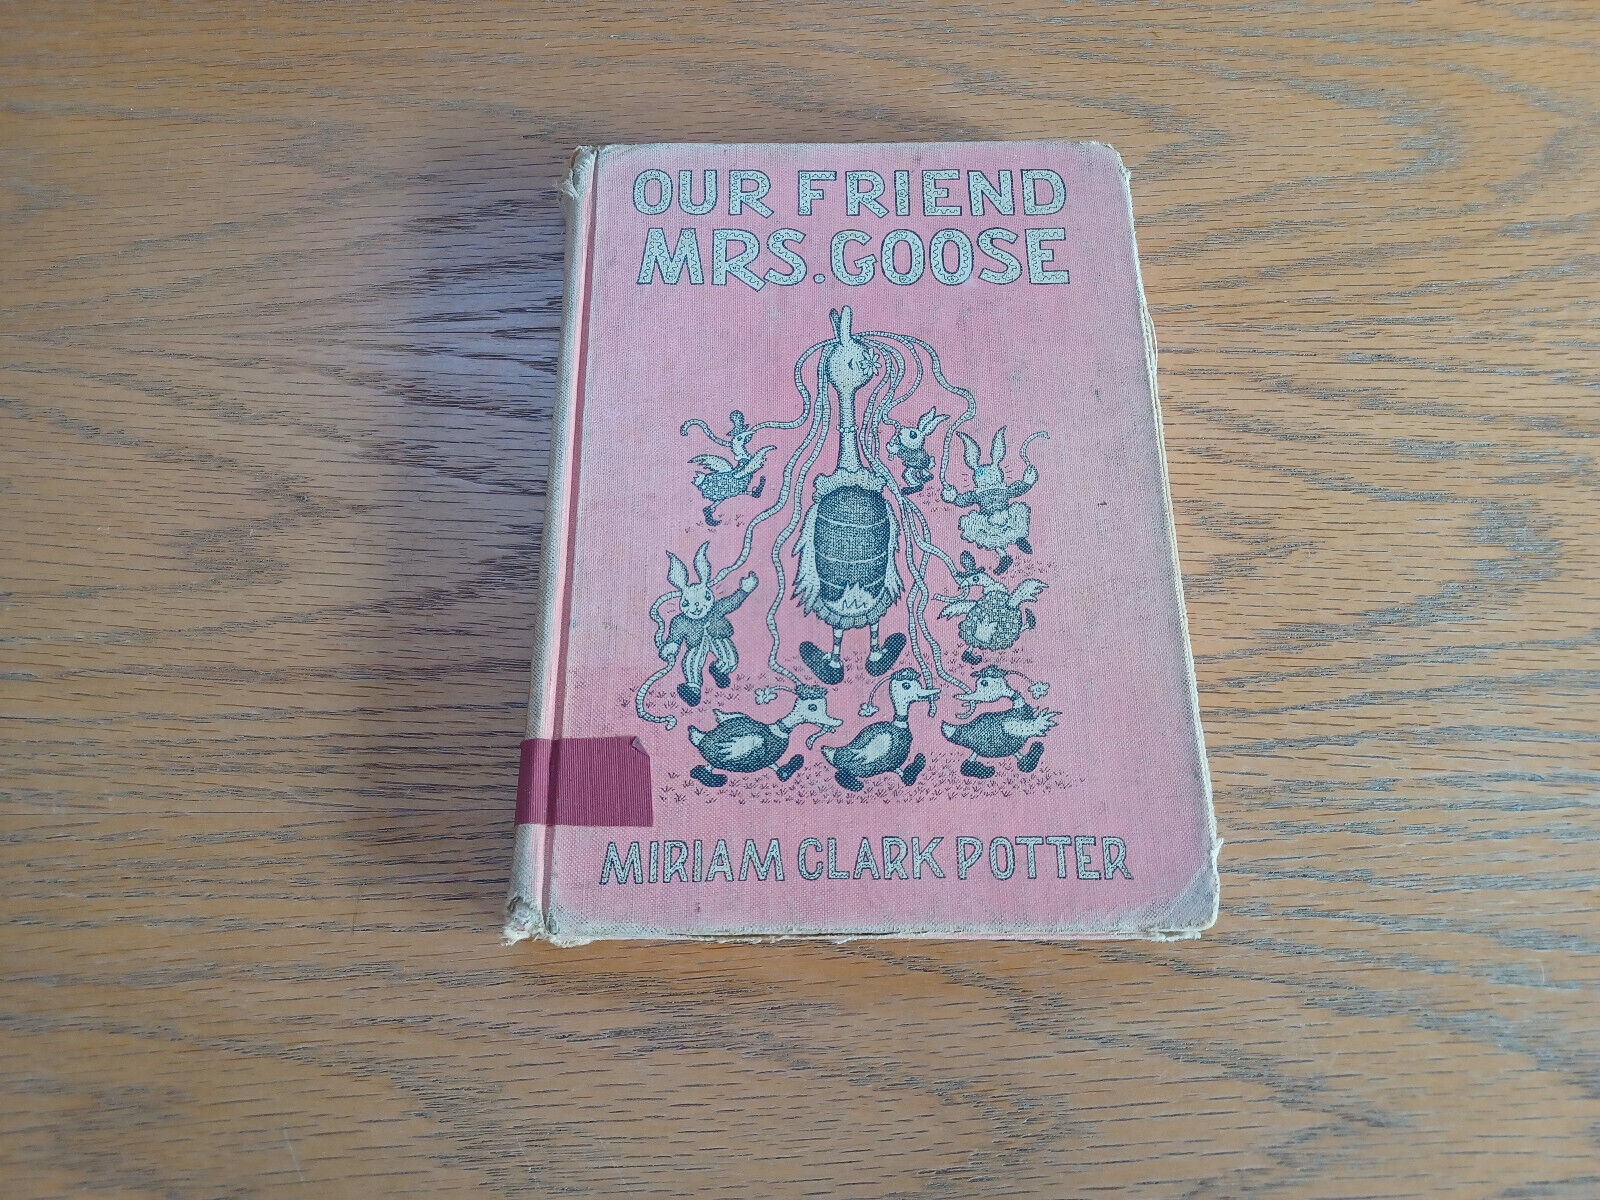 OUR FRIEND
MRS. GOOSE
MIRIAM CLARK POTTER